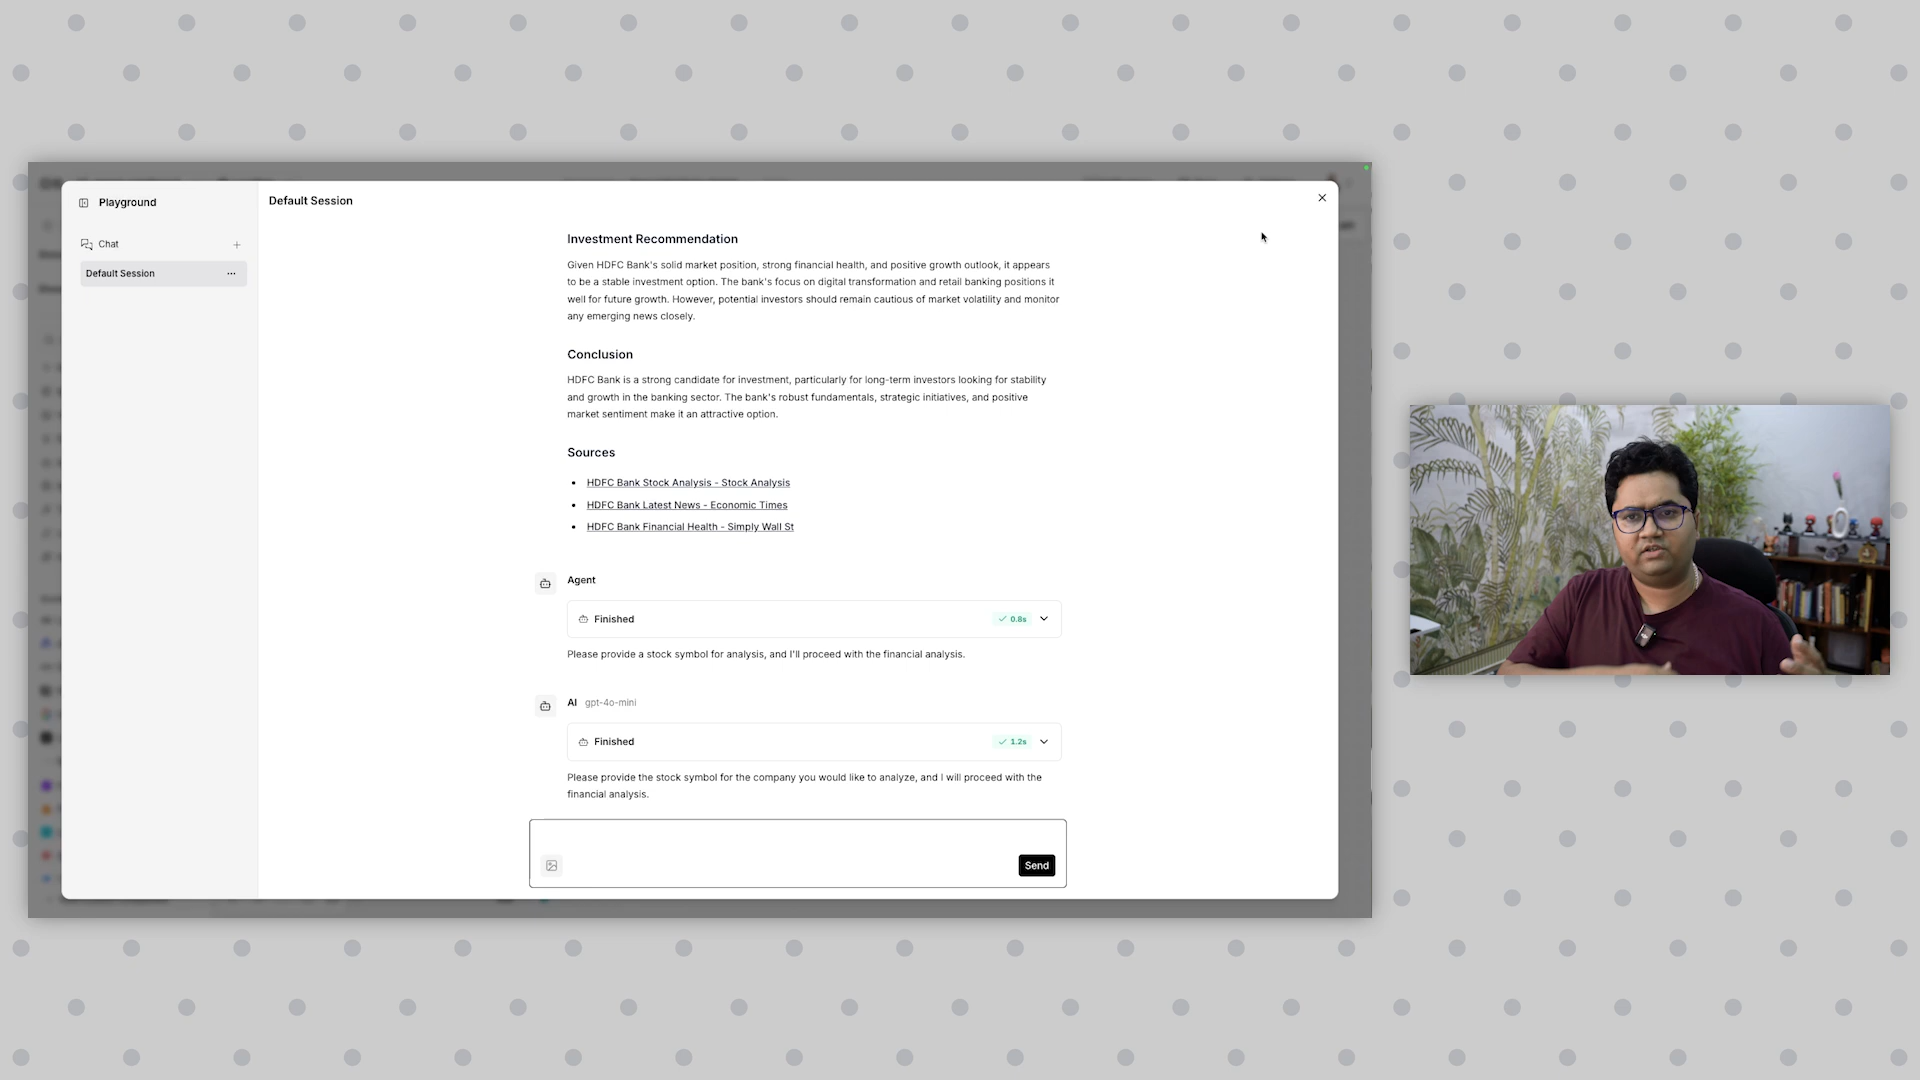 Playground
Chat
Default Session
Default Session
Investment Recommendation
Given HDFC Bank's solid market position, strong financial health, and positive growth outlook, it appears
to be a stable investment option. The bank's focus on digital transformation and retail banking positions it
well for future growth. However, potential investors should remain cautious of market volatility and monitor
any emerging news closely.
Conclusion
HDFC Bank is a strong candidate for investment, particularly for long-term investors looking for stability
and growth in the banking sector. The bank's robust fundamentals, strategic initiatives, and positive
market sentiment make it an attractive option.
Sources
HDFC Bank Stock Analysis - Stock Analysis
HDFC Bank Latest News - Economic Times
HDFC Bank Financial Health - Simply Wall St
Agent
Finished 0.8s
Please provide a stock symbol for analysis, and I'll proceed with the financial analysis.
AI gpt-4o-mini
Finished 1.2s
Please provide the stock symbol for the company you would like to analyze, and I will proceed with the
financial analysis.
Send